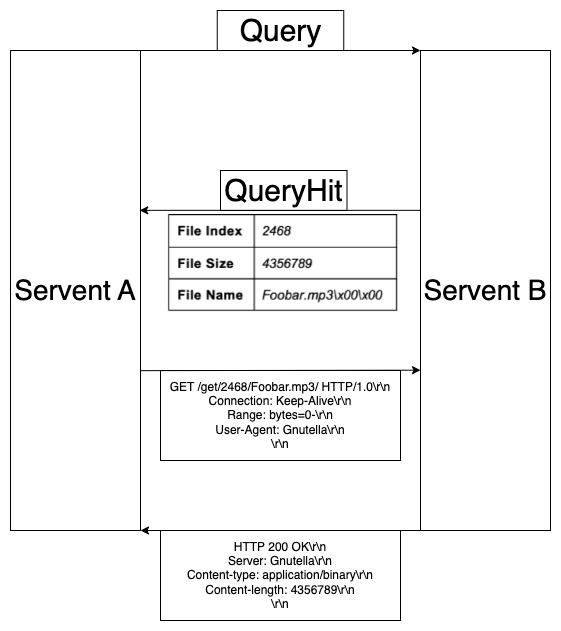 Query
QueryHit
File Index 2468
File Size 4356789
File Name Foobar.mp3\x00\x00
Servent A
Servent B
GET /get/2468/Foobar.mp3/ HTTP/1.0\r\n
Connection: Keep-Alive\r\n
Range: bytes=0-\r\n
User-Agent: Gnutella\r\n
\r\n
HTTP 200 OK\r\n
Server: Gnutella\r\n
Content-type: application/binary\r\n
Content-length: 4356789\r\n
\r\n